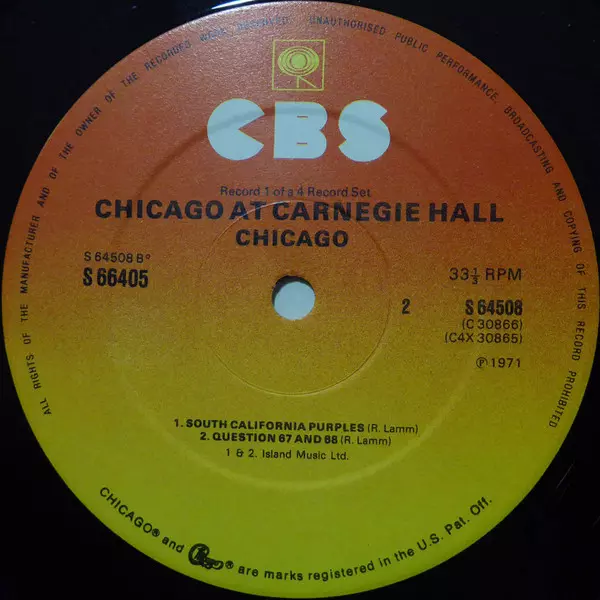 ALL RIGHTS OF THE MANUFACTURER AND OF THE OWNER OF THE RECORDED WORK RESERVED. UNAUTHORISED PUBLIC PERFORMANCE, BROADCASTING AND COPYING OF THIS RECORD PROHIBITED
CBS
Record 1 of a 4 Record Set
CHICAGO AT CARNEGIE HALL
CHICAGO
S 64508 B°
S 66405
33⅓ RPM
2
S 64508
(C 30866)
(C4X 30865)
℗ 1971
1. SOUTH CALIFORNIA PURPLES (R. Lamm)
2. QUESTION 67 AND 68 (R. Lamm)
1 & 2. Island Music Ltd.
CHICAGO® and Chicago® are marks registered in the U.S. Pat. Off.